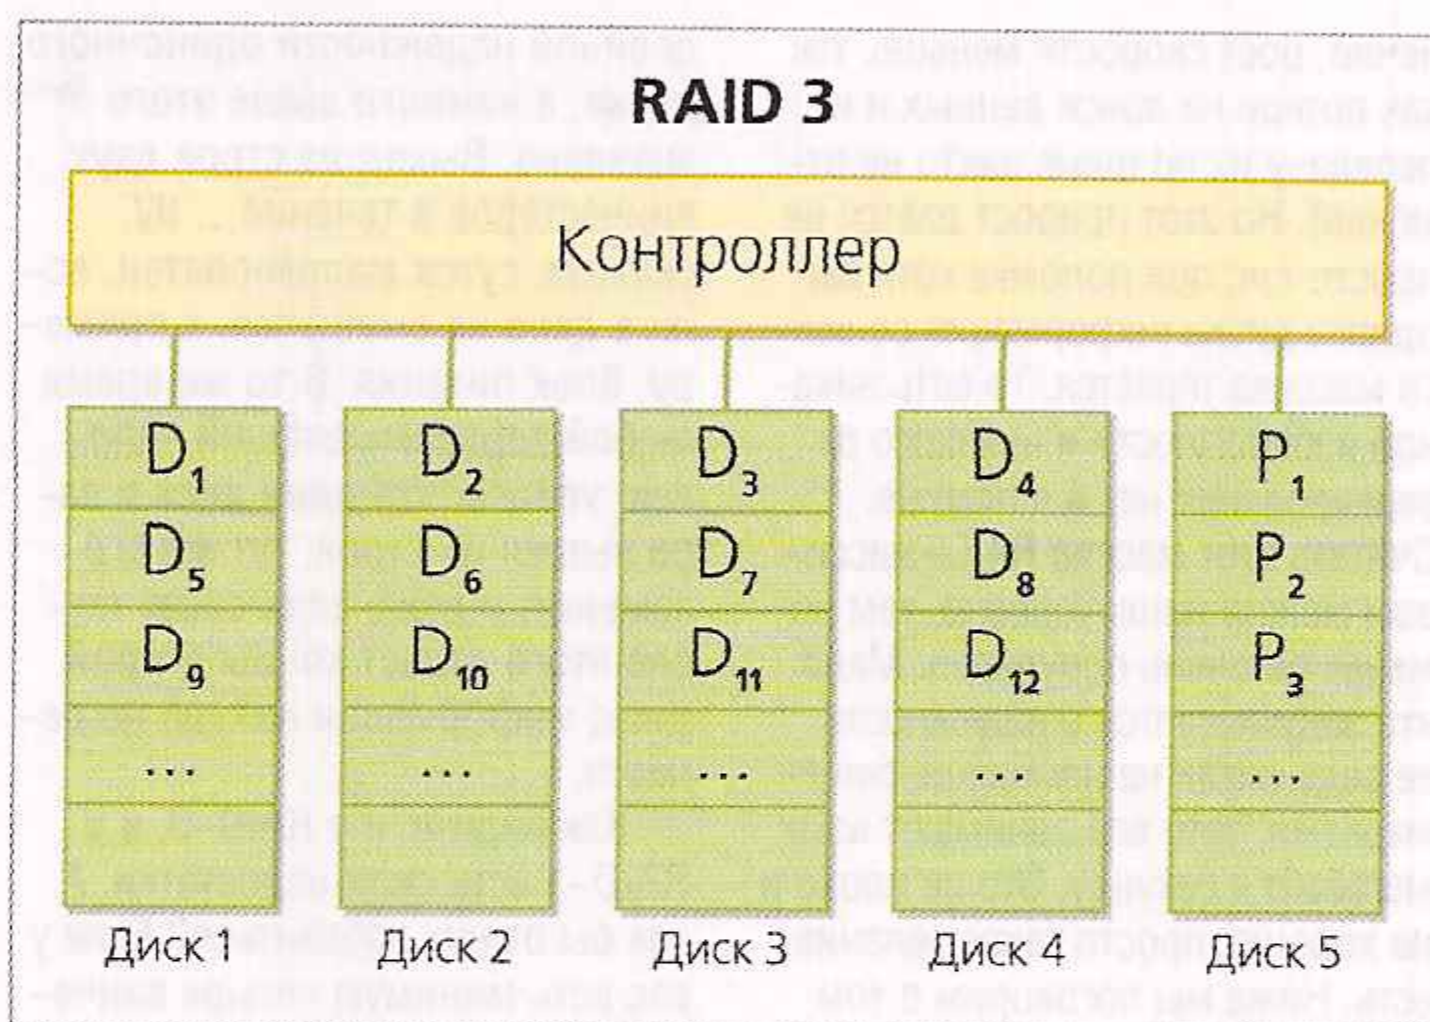 RAID 3
Контроллер
D1 D2 D3 D4 P1
D5 D6 D7 D8 P2
D9 D10 D11 D12 P3
... ... ... ... ...
Диск 1 Диск 2 Диск 3 Диск 4 Диск 5